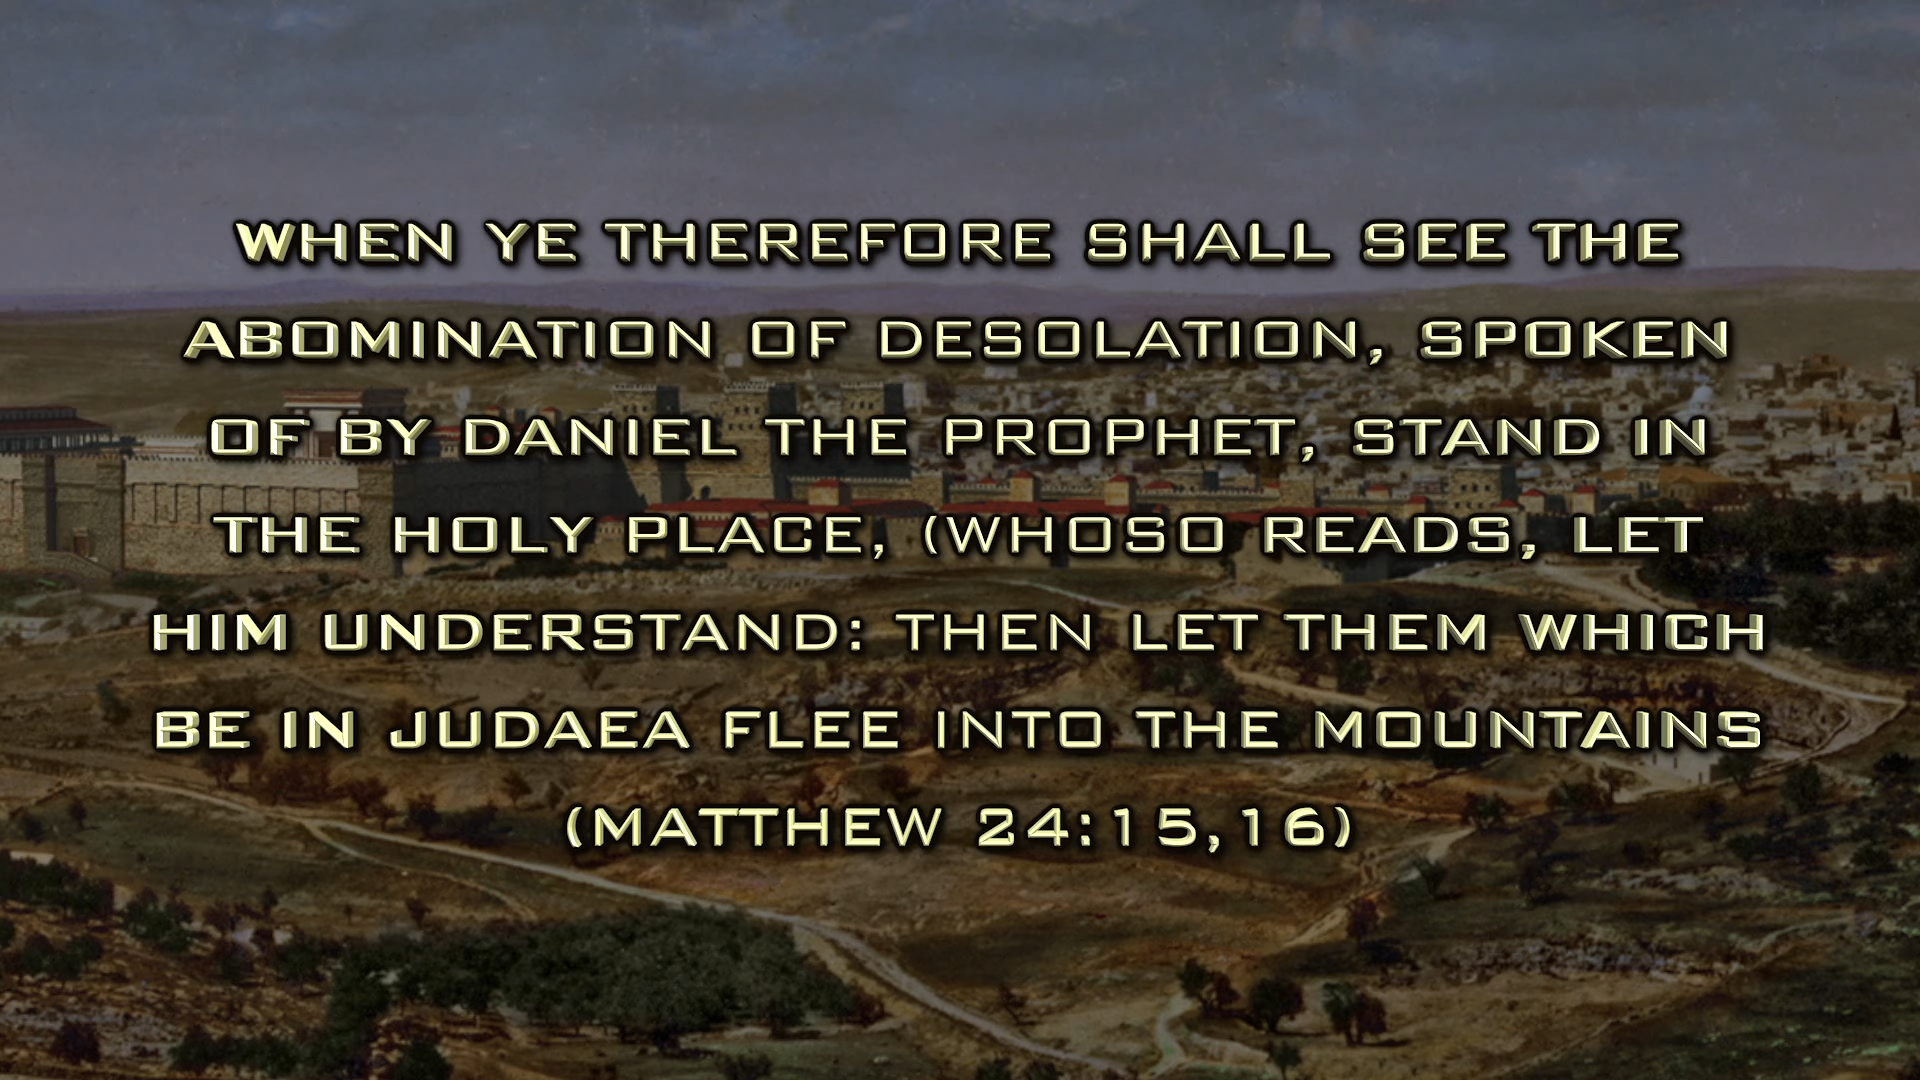 WHEN YE THEREFORE SHALL SEE THE
ABOMINATION OF DESOLATION, SPOKEN
OF BY DANIEL THE PROPHET, STAND IN
THE HOLY PLACE, (WHOSO READS, LET
HIM UNDERSTAND: THEN LET THEM WHICH
BE IN JUDAEA FLEE INTO THE MOUNTAINS
(MATTHEW 24:15,16)